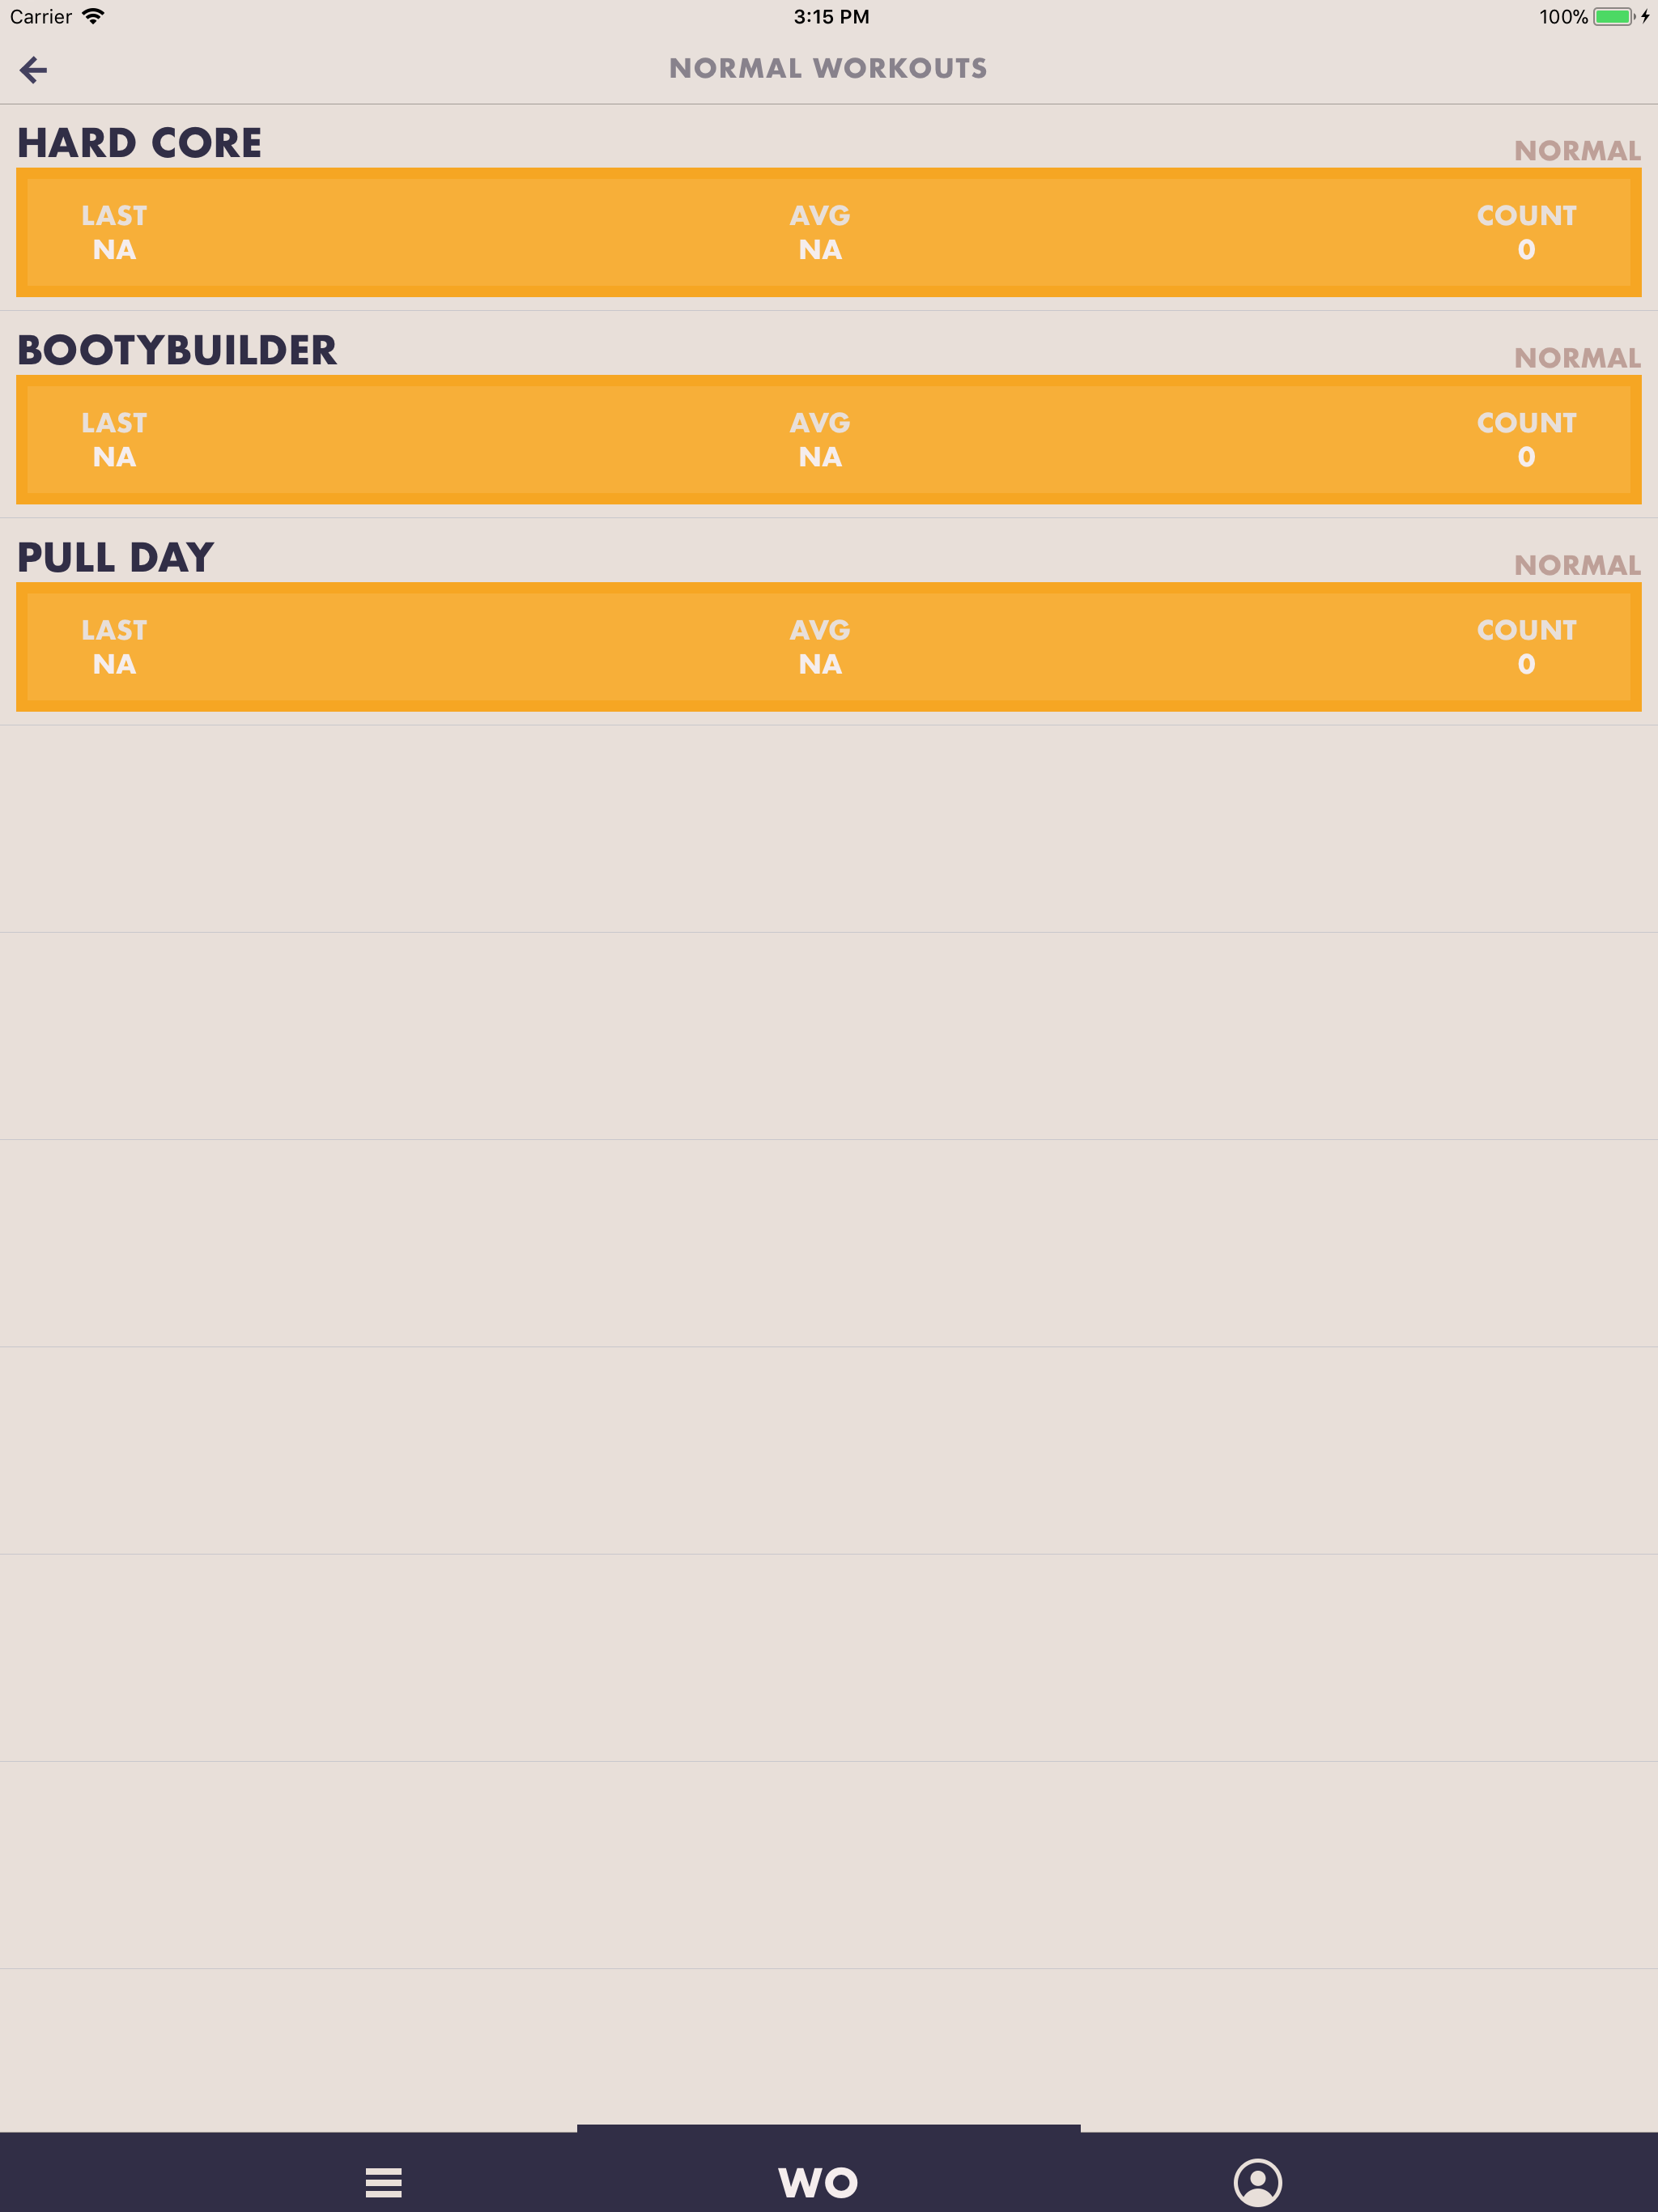 Carrier 3:15 PM 100%
NORMAL WORKOUTS
HARD CORE NORMAL
LAST AVG COUNT
NA NA 0
BOOTYBUILDER NORMAL
LAST AVG COUNT
NA NA 0
PULL DAY NORMAL
LAST AVG COUNT
NA NA 0
WO